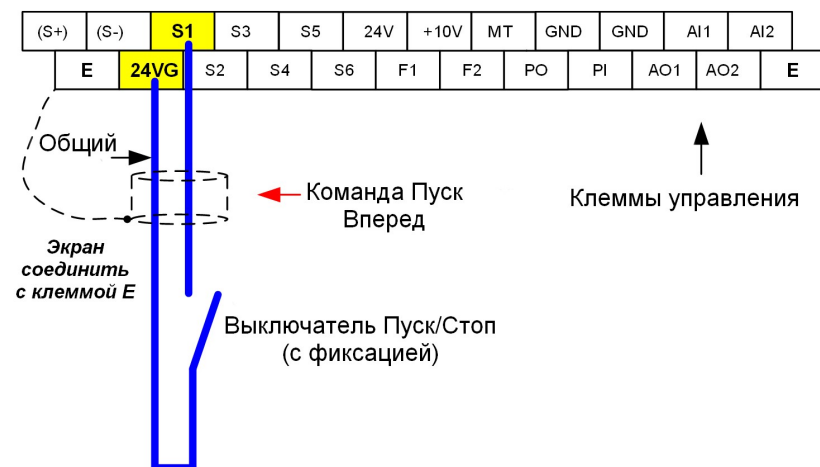 (S+) (S-) S1 S3 S5 24V +10V MT GND GND AI1 AI2
E 24VG S2 S4 S6 F1 F2 PO PI AO1 AO2 E
Общий
Команда Пуск
Вперед
Клеммы управления
Экран
соединить
с клеммой E
Выключатель Пуск/Стоп
(с фиксацией)